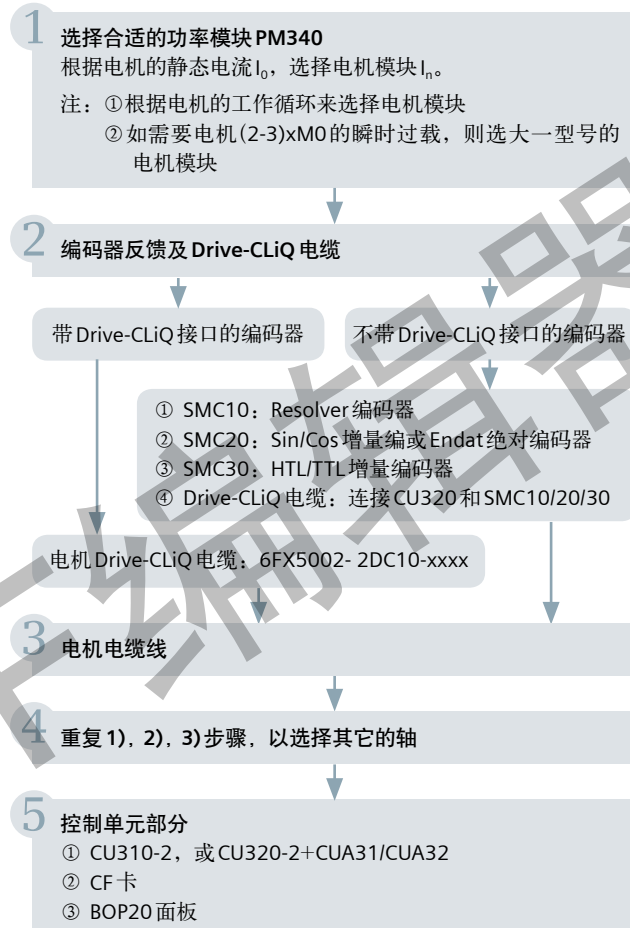 1
选择合适的功率模块PM340
根据电机的静态电流I₀，选择电机模块Iₙ。
注：①根据电机的工作循环来选择电机模块
②如需要电机(2-3)xM0的瞬时过载，则选大一型号的
电机模块
2
编码器反馈及Drive-CLiQ电缆
带Drive-CLiQ接口的编码器
不带Drive-CLiQ接口的编码器
① SMC10：Resolver编码器
② SMC20：Sin/Cos增量编或Endat绝对编码器
③ SMC30：HTL/TTL增量编码器
④ Drive-CLiQ电缆：连接CU320和SMC10/20/30
电机Drive-CLiQ电缆：6FX5002- 2DC10-xxxx
3
电机电缆线
4
重复1)，2)，3)步骤，以选择其它的轴
5
控制单元部分
① CU310-2，或CU320-2+CUA31/CUA32
② CF卡
③ BOP20面板
编辑器